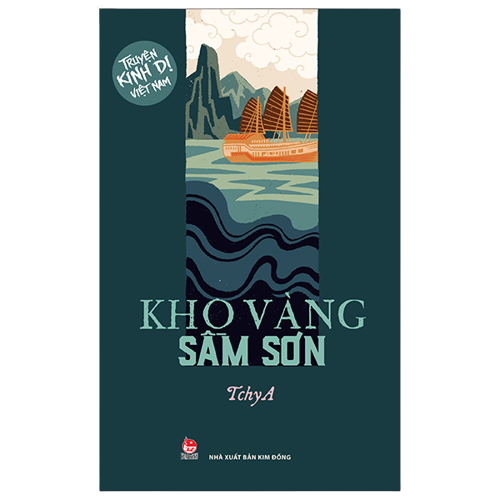 TRUYỆN
KINH DỊ
VIỆT NAM
KHO VÀNG
SẦM SƠN
TchyA
NHÀ XUẤT BẢN KIM ĐỒNG